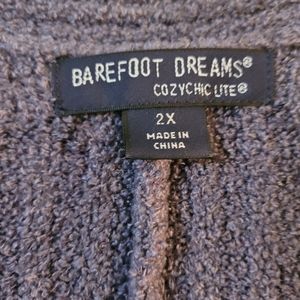 BAREFOOT DREAMS®
COZYCHIC LITE®
2X
MADE IN
CHINA